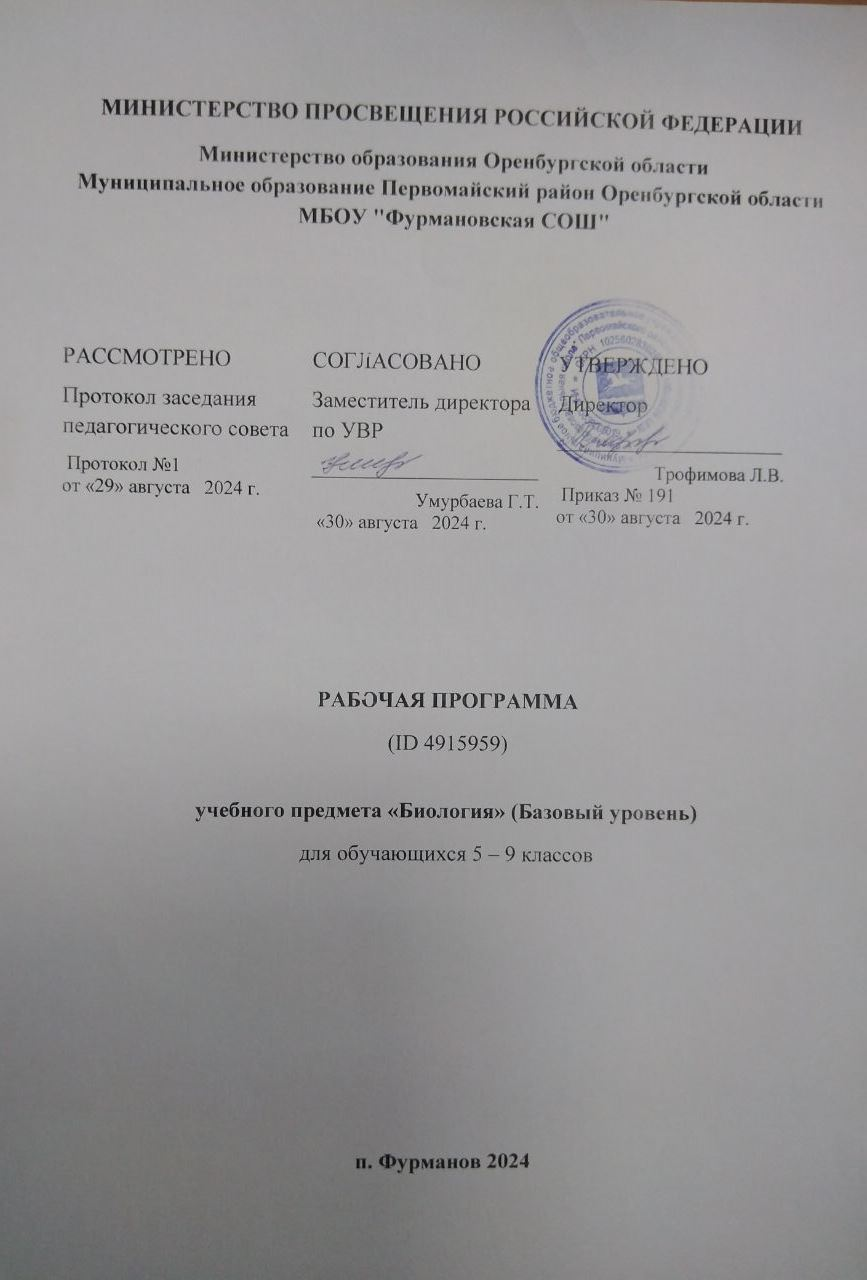 МИНИСТЕРСТВО ПРОСВЕЩЕНИЯ РОССИЙСКОЙ ФЕДЕРАЦИИ
Министерство образования Оренбургской области
Муниципальное образование Первомайский район Оренбургской области
МБОУ "Фурмановская СОШ"
РАССМОТРЕНО
Протокол заседания
педагогического совета
Протокол №1
от «29» августа 2024 г.
СОГЛАСОВАНО
Заместитель директора
по УВР
Умурбаева Г.Т.
«30» августа 2024 г.
УТВЕРЖДЕНО
Директор
Трофимова Л.В.
Приказ № 191
от «30» августа 2024 г.
РАБОЧАЯ ПРОГРАММА
(ID 4915959)
учебного предмета «Биология» (Базовый уровень)
для обучающихся 5 – 9 классов
п. Фурманов 2024